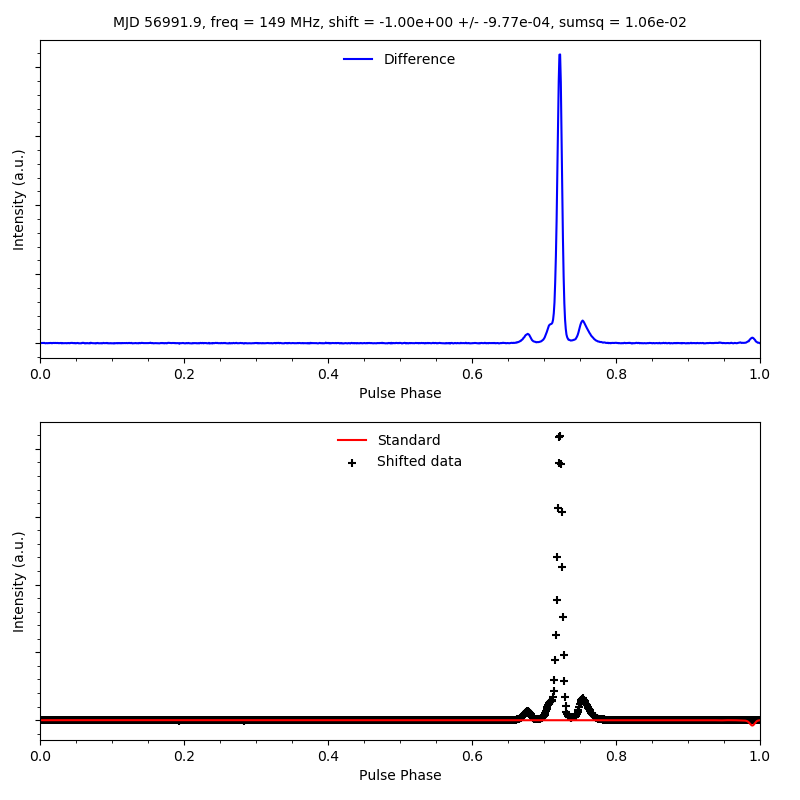 MJD 56991.9, freq = 149 MHz, shift = -1.00e+00 +/- -9.77e-04, sumsq = 1.06e-02
Difference
Intensity (a.u.)
0.0 0.2 0.4 0.6 0.8 1.0
Pulse Phase
Standard
Shifted data
Intensity (a.u.)
0.0 0.2 0.4 0.6 0.8 1.0
Pulse Phase